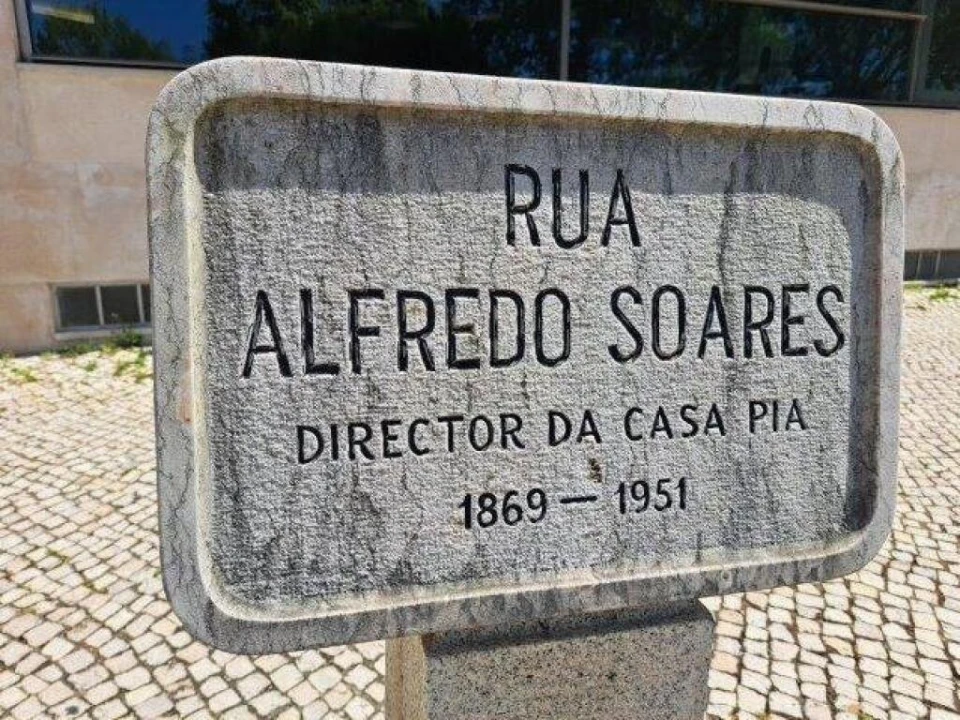 RUA
ALFREDO SOARES
DIRECTOR DA CASA PIA
1869 — 1951